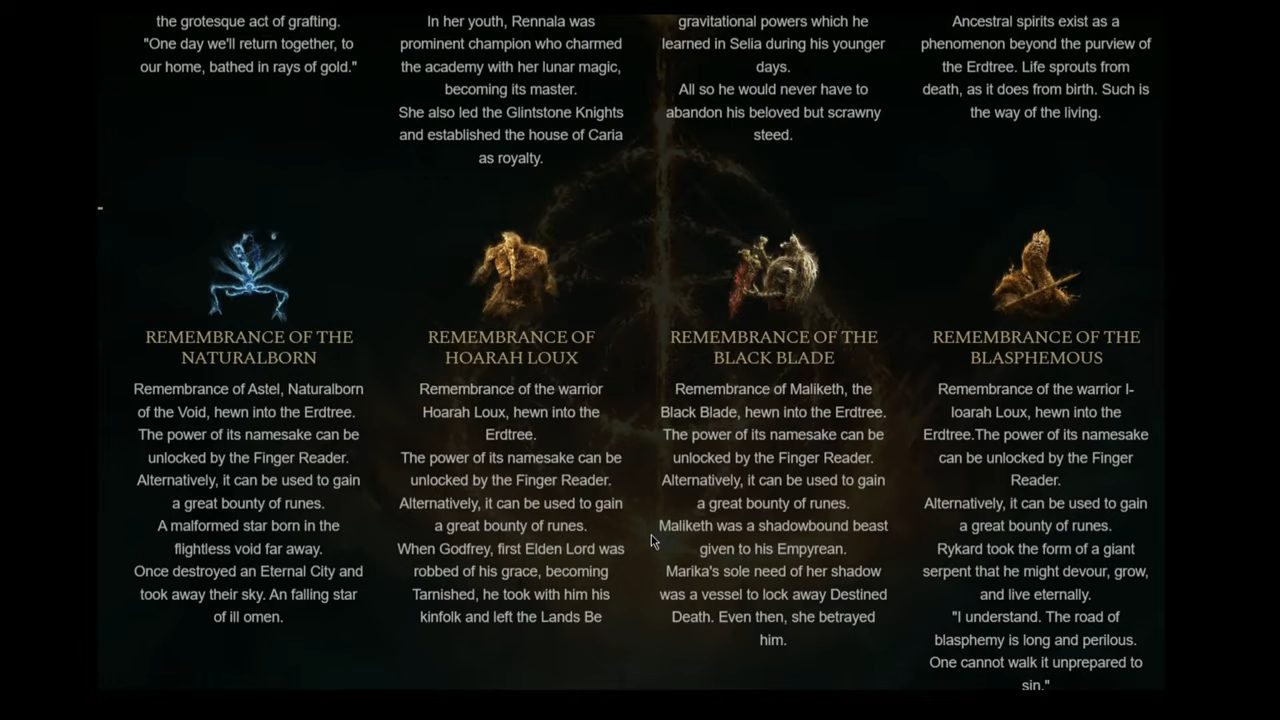 the grotesque act of grafting.
"One day we'll return together, to
our home, bathed in rays of gold."
In her youth, Rennala was
prominent champion who charmed
the academy with her lunar magic,
becoming its master.
She also led the Glintstone Knights
and established the house of Caria
as royalty.
gravitational powers which he
learned in Selia during his younger
days.
All so he would never have to
abandon his beloved but scrawny
steed.
Ancestral spirits exist as a
phenomenon beyond the purview of
the Erdtree. Life sprouts from
death, as it does from birth. Such is
the way of the living.
REMEMBRANCE OF THE
NATURALBORN
Remembrance of Astel, Naturalborn
of the Void, hewn into the Erdtree.
The power of its namesake can be
unlocked by the Finger Reader.
Alternatively, it can be used to gain
a great bounty of runes.
A malformed star born in the
flightless void far away.
Once destroyed an Eternal City and
took away their sky. An falling star
of ill omen.
REMEMBRANCE OF
HOARAH LOUX
Remembrance of the warrior
Hoarah Loux, hewn into the
Erdtree.
The power of its namesake can be
unlocked by the Finger Reader.
Alternatively, it can be used to gain
a great bounty of runes.
When Godfrey, first Elden Lord was
robbed of his grace, becoming
Tarnished, he took with him his
kinfolk and left the Lands Be
REMEMBRANCE OF THE
BLACK BLADE
Remembrance of Maliketh, the
Black Blade, hewn into the Erdtree.
The power of its namesake can be
unlocked by the Finger Reader.
Alternatively, it can be used to gain
a great bounty of runes.
Maliketh was a shadowbound beast
given to his Empyrean.
Marika's sole need of her shadow
was a vessel to lock away Destined
Death. Even then, she betrayed
him.
REMEMBRANCE OF THE
BLASPHEMOUS
Remembrance of the warrior I-
Ioarah Loux, hewn into the
Erdtree.The power of its namesake
can be unlocked by the Finger
Reader.
Alternatively, it can be used to gain
a great bounty of runes.
Rykard took the form of a giant
serpent that he might devour, grow,
and live eternally.
"I understand. The road of
blasphemy is long and perilous.
One cannot walk it unprepared to
sin."